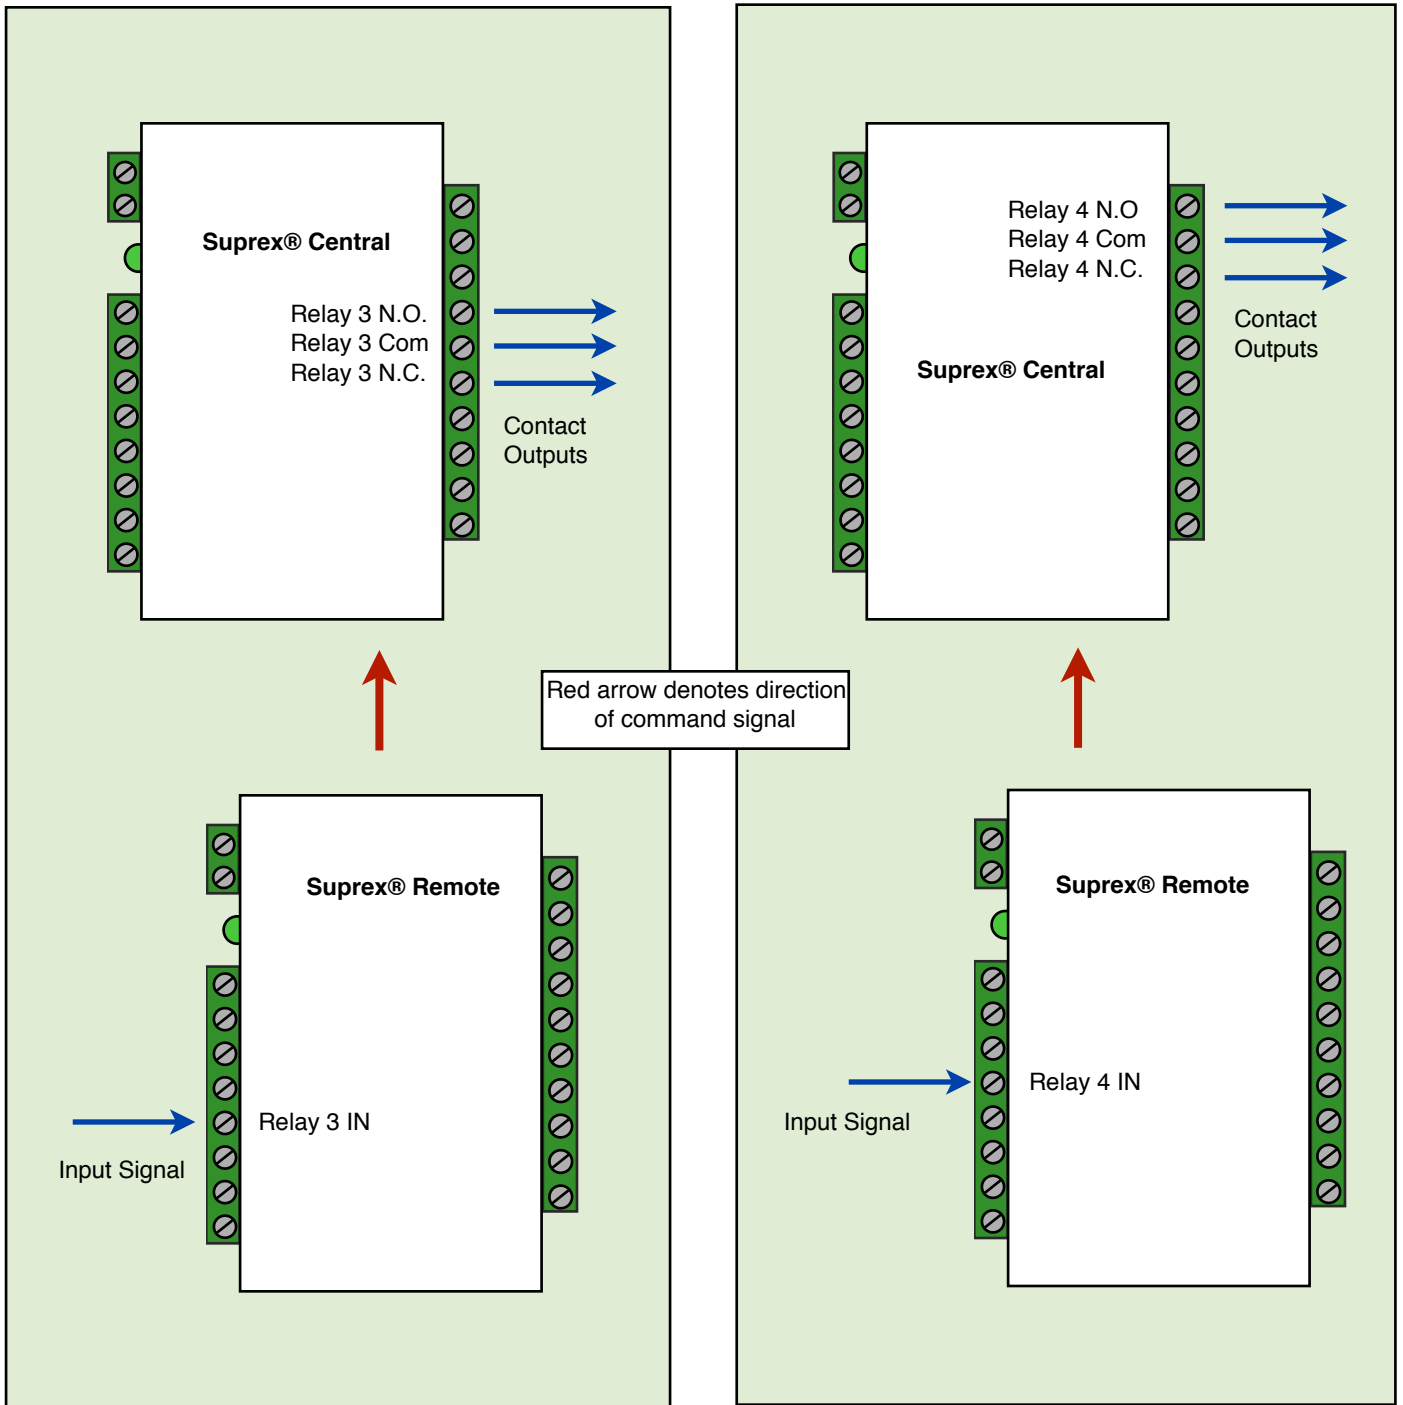 Suprex® Central
Relay 3 N.O.
Relay 3 Com
Relay 3 N.C.
Contact
Outputs
Relay 4 N.O
Relay 4 Com
Relay 4 N.C.
Contact
Outputs
Suprex® Central
Red arrow denotes direction
of command signal
Suprex® Remote
Relay 3 IN
Input Signal
Suprex® Remote
Relay 4 IN
Input Signal